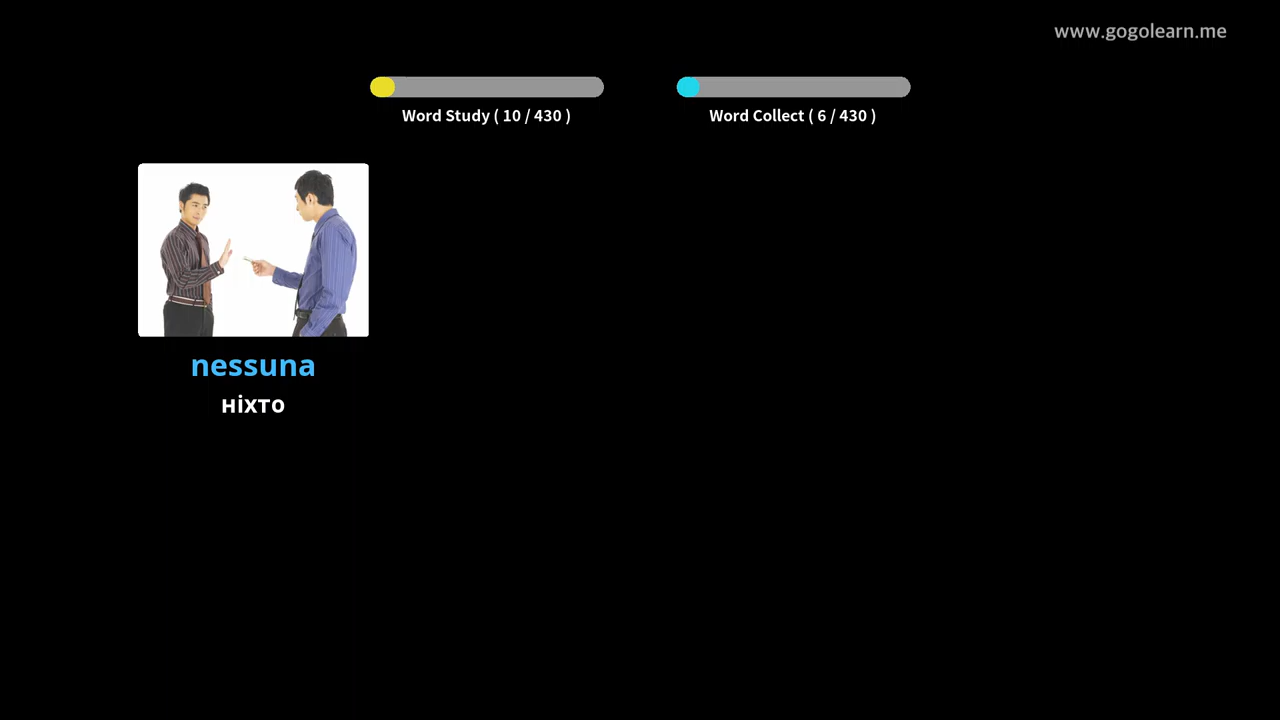 www.gogolearn.me
Word Study ( 10 / 430 )
Word Collect ( 6 / 430 )
nessuna
ніхто